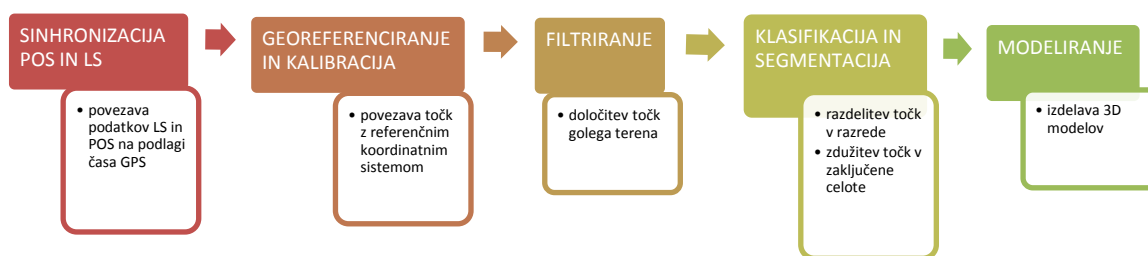 SINHRONIZACIJA
POS IN LS
• povezava
podatkov LS in
POS na podlagi
časa GPS
GEOREFERENCIRANJE
IN KALIBRACIJA
• povezava točk
z referenčnim
koordinatnim
sistemom
FILTRIRANJE
• določitev točk
golega terena
KLASIFIKACIJA IN
SEGMENTACIJA
• razdelitev točk
v razrede
• zdužitev točk v
zaključene
celote
MODELIRANJE
• izdelava 3D
modelov